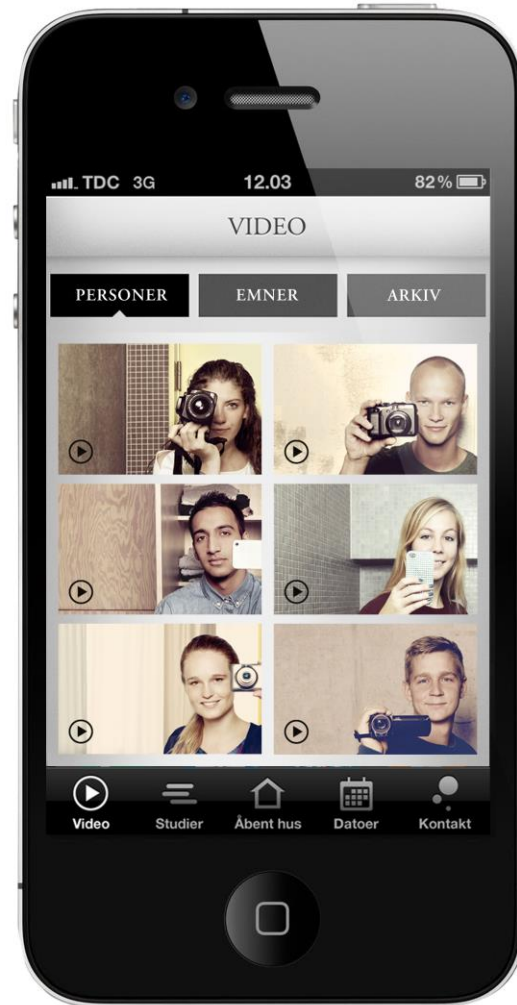 TDC 3G 12.03 82%
VIDEO
PERSONER EMNER ARKIV
Video Studier Åbent hus Datoer Kontakt